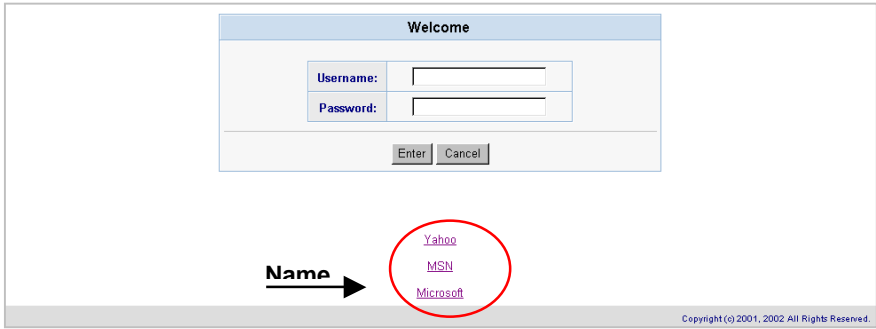 Welcome
Username:
Password:
Enter Cancel
Yahoo
MSN
Name
Microsoft
Copyright (c) 2001, 2002 All Rights Reserved.